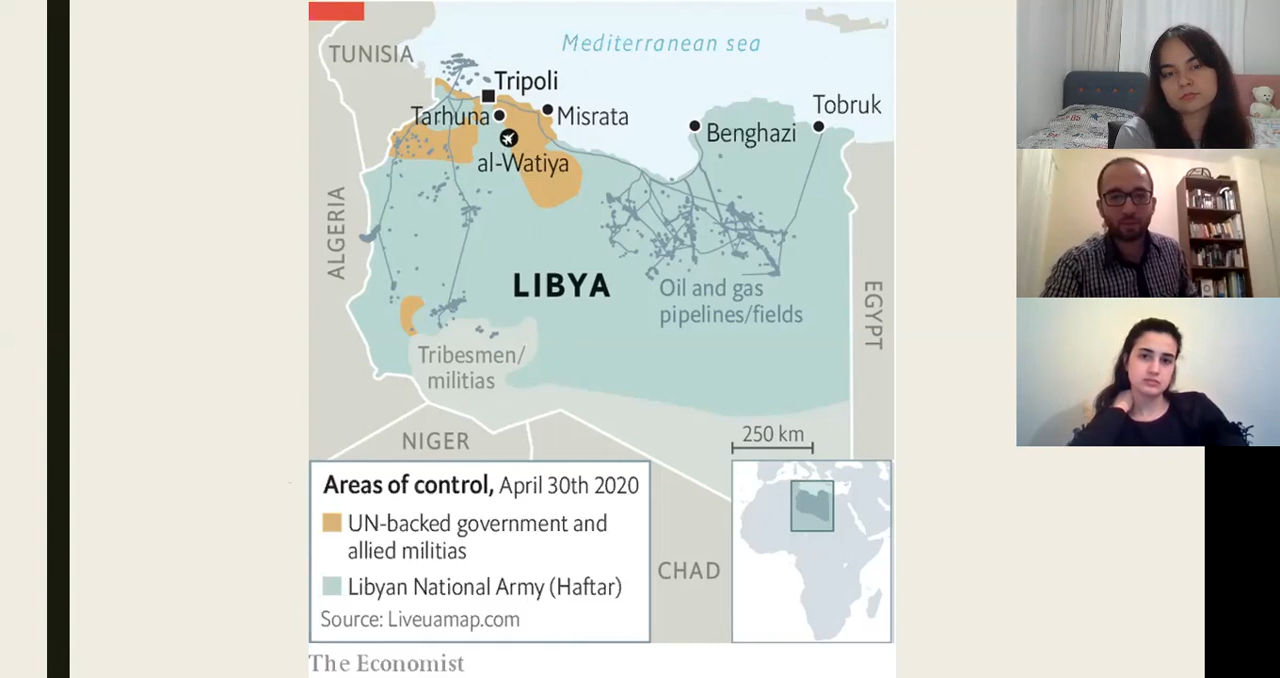 Mediterranean sea
TUNISIA
Tripoli
Tarhuna
Misrata
Benghazi
Tobruk
al-Watiya
ALGERIA
LIBYA
Oil and gas
pipelines/fields
EGYPT
Tribesmen/
militias
NIGER
250 km
CHAD
Areas of control, April 30th 2020
UN-backed government and
allied militias
Libyan National Army (Haftar)
Source: Liveuamap.com
The Economist